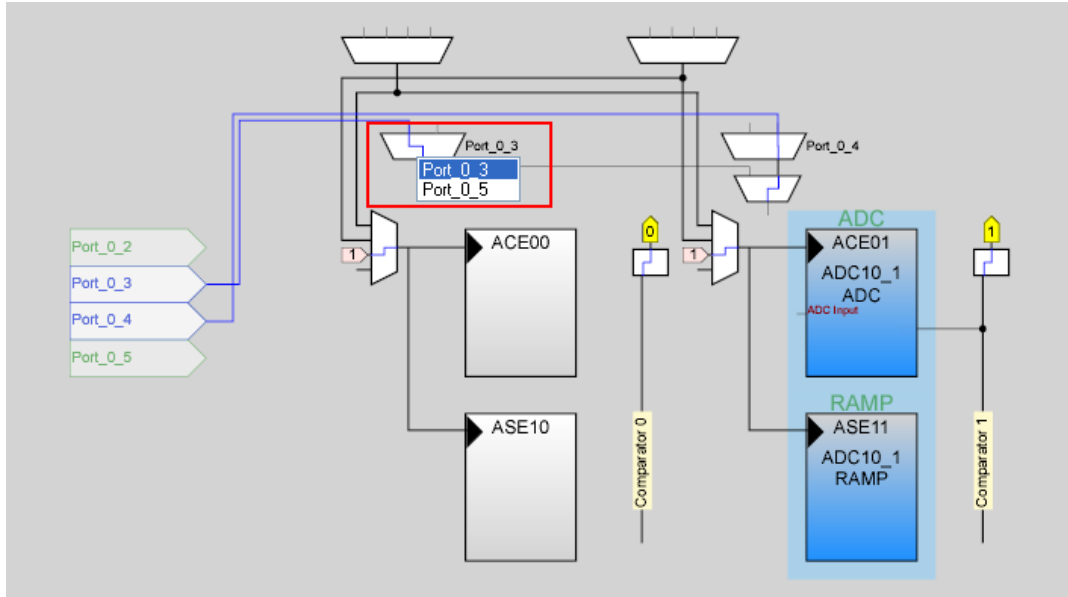 Port_0_3
Port_0_4
Port_0_3
Port_0_5
Port_0_2
Port_0_3
Port_0_4
Port_0_5
1
ACE00
0
1
ADC
ACE01
ADC10_1
ADC
ADC Input
1
ASE10
Comparator 0
RAMP
ASE11
ADC10_1
RAMP
Comparator 1